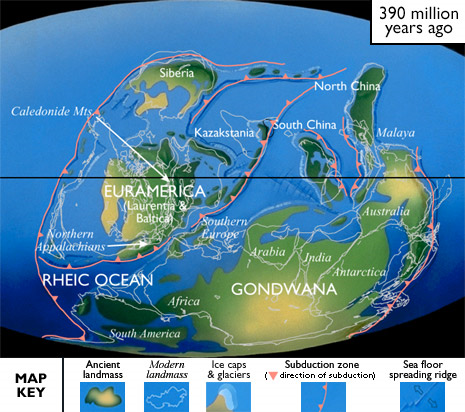 390 million
years ago
Siberia
Caledonide Mts.
North China
Kazakstania
South China
Malaya
EURAMERICA
(Laurentia &
Baltica)
Southern
Europe
Australia
Northern
Appalachians
Arabia
India
Antarctica
RHEIC OCEAN
GONDWANA
Africa
South America
MAP
KEY
Ancient
landmass
Modern
landmass
Ice caps
& glaciers
Subduction zone
(▼ direction of subduction)
Sea floor
spreading ridge